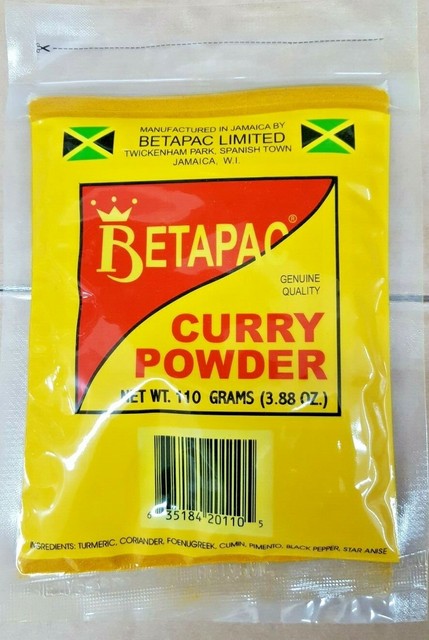 MANUFACTURED IN JAMAICA BY
BETAPAC LIMITED
TWICKENHAM PARK, SPANISH TOWN
JAMAICA, W.I.
BETAPAC®
GENUINE
QUALITY
CURRY
POWDER
NET WT. 110 GRAMS (3.88 OZ.)
6 35184 20110 5
INGREDIENTS: TURMERIC, CORIANDER, FOENUGREEK, CUMIN, PIMENTO, BLACK PEPPER, STAR ANISE